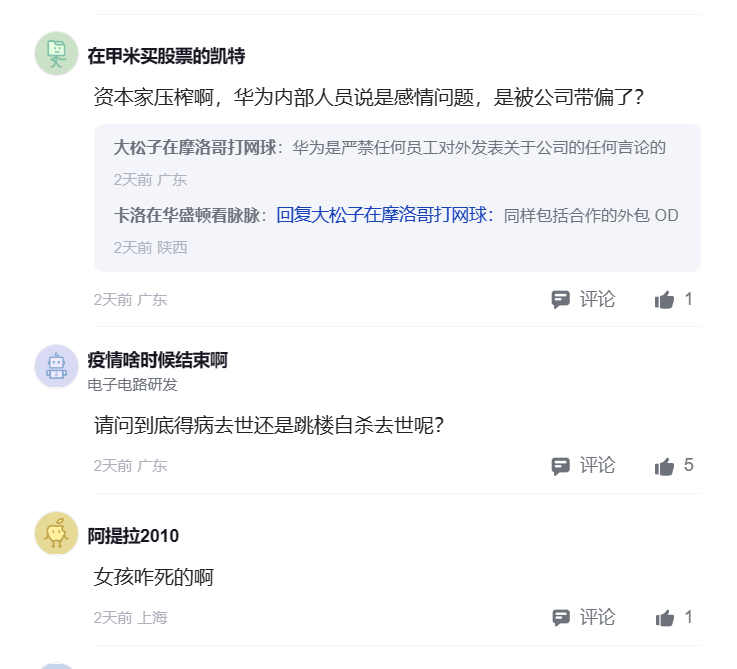 在甲米买股票的凯特
资本家压榨啊，华为内部人员说是感情问题，是被公司带偏了？
大松子在摩洛哥打网球：华为是严禁任何员工对外发表关于公司的任何言论的
2天前 广东
卡洛在华盛顿看脉脉：回复大松子在摩洛哥打网球：同样包括合作的外包 OD
2天前 陕西
2天前 广东 评论 1
疫情啥时候结束啊
电子电路研发
请问到底得病去世还是跳楼自杀去世呢？
2天前 广东 评论 5
阿提拉2010
女孩咋死的啊
2天前 上海 评论 1